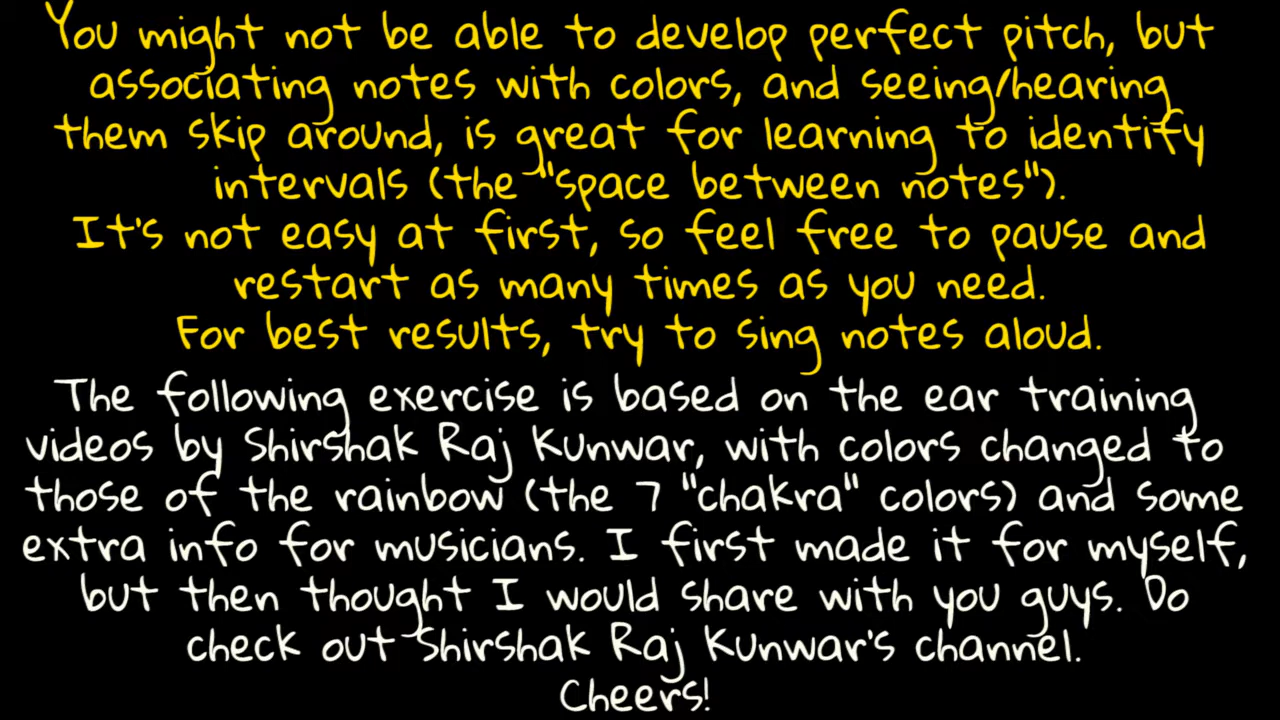 You might not be able to develop perfect pitch, but
associating notes with colors, and seeing/hearing
them skip around, is great for learning to identify
intervals (the "space between notes").
It's not easy at first, so feel free to pause and
restart as many times as you need.
For best results, try to sing notes aloud.
The following exercise is based on the ear training
videos by Shirshak Raj Kunwar, with colors changed to
those of the rainbow (the 7 "chakra" colors) and some
extra info for musicians. I first made it for myself,
but then thought I would share with you guys. Do
check out Shirshak Raj Kunwar's channel.
Cheers!